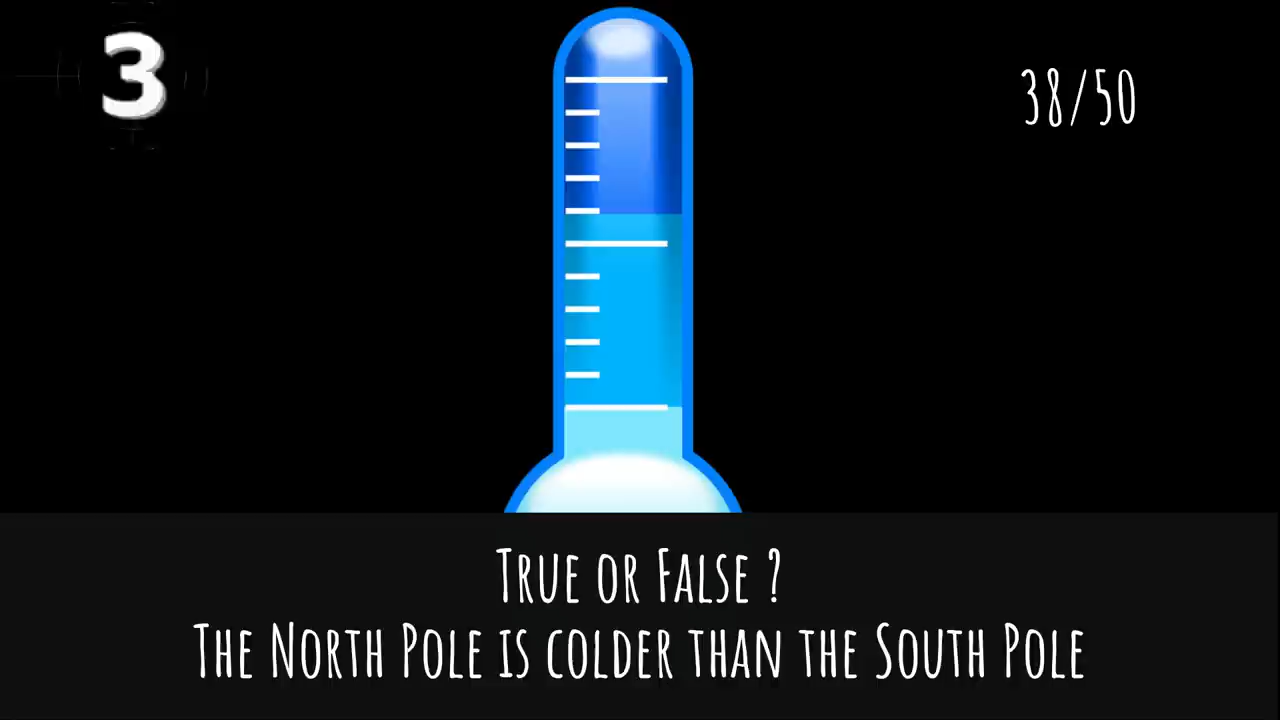 3
38/50
True or False ?
The North Pole is colder than the South Pole